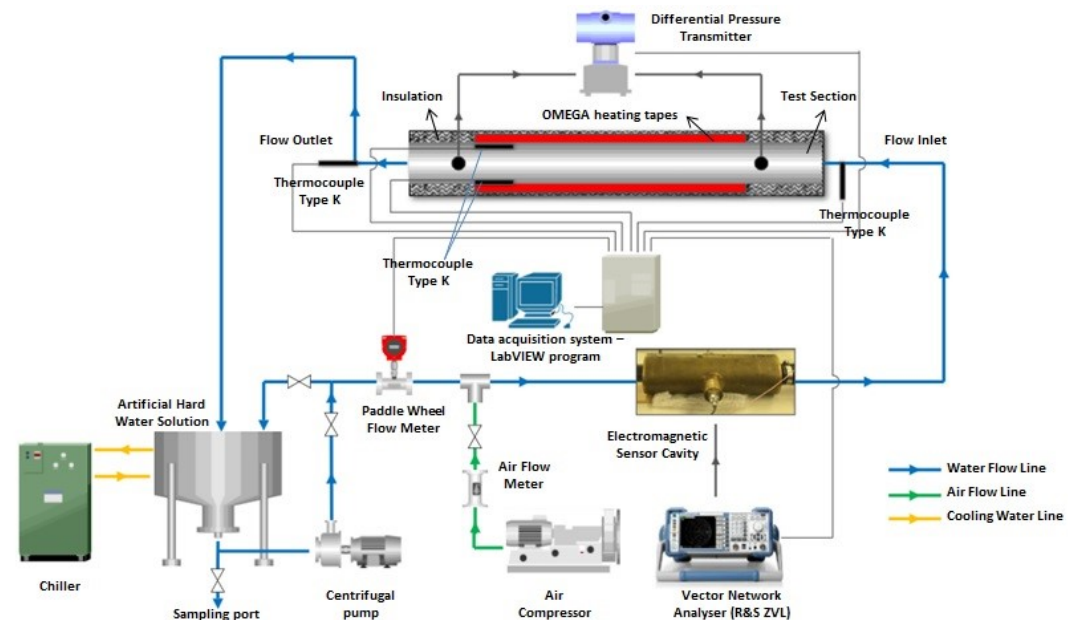 Differential Pressure
Transmitter
Insulation
OMEGA heating tapes
Test Section
Flow Outlet
Flow Inlet
Thermocouple
Type K
Thermocouple
Type K
Thermocouple
Type K
Data acquisition system –
LabVIEW program
Artificial Hard
Water Solution
Paddle Wheel
Flow Meter
Electromagnetic
Sensor Cavity
Air Flow
Meter
Water Flow Line
Air Flow Line
Cooling Water Line
Chiller
Sampling port
Centrifugal
pump
Air
Compressor
Vector Network
Analyser (R&S ZVL)